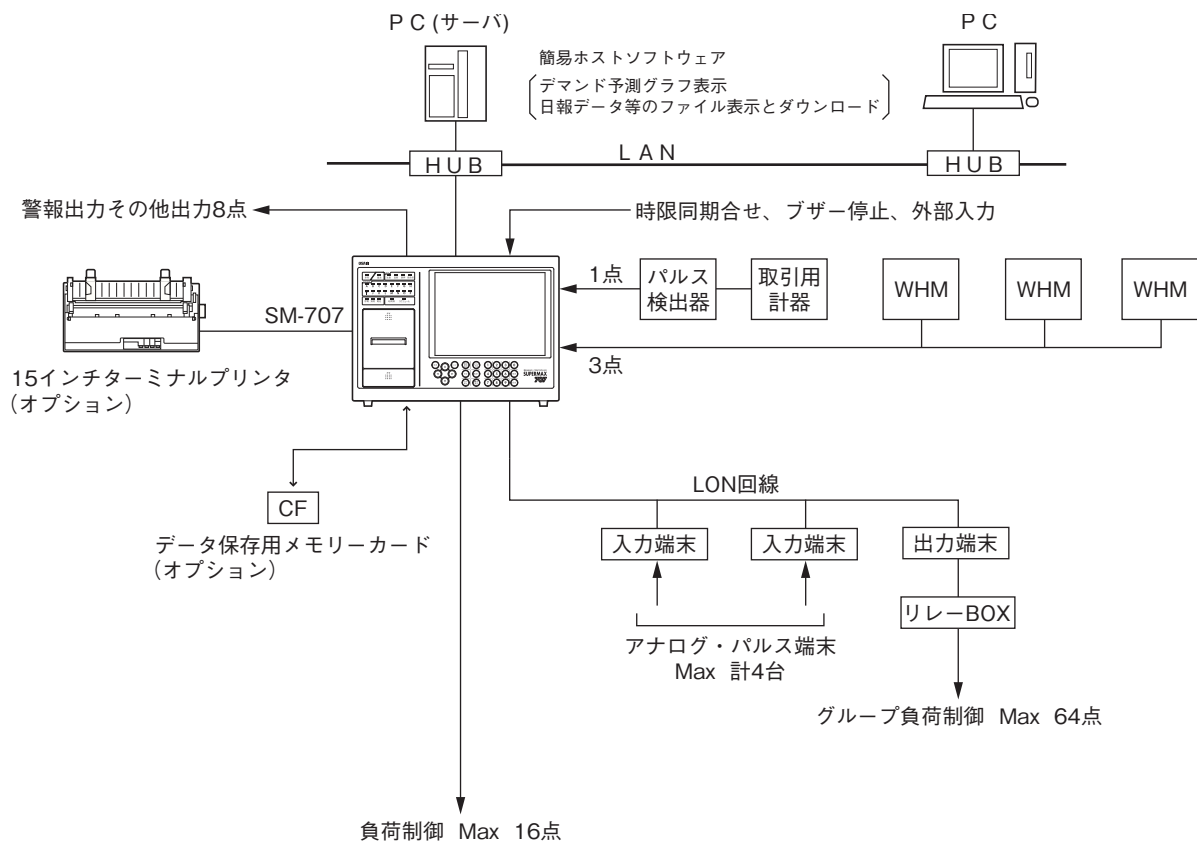 PC(サーバ)
PC
簡易ホストソフトウェア
デマンド予測グラフ表示
日報データ等のファイル表示とダウンロード
LAN
HUB
HUB
警報出力その他出力8点
時限同期合せ、ブザー停止、外部入力
1点
パルス
検出器
取引用
計器
WHM
WHM
WHM
SM-707
3点
SUPERMAX
707
15インチターミナルプリンタ
(オプション)
LON回線
CF
入力端末
入力端末
出力端末
データ保存用メモリーカード
(オプション)
リレーBOX
アナログ・パルス端末
Max 計4台
グループ負荷制御 Max 64点
負荷制御 Max 16点